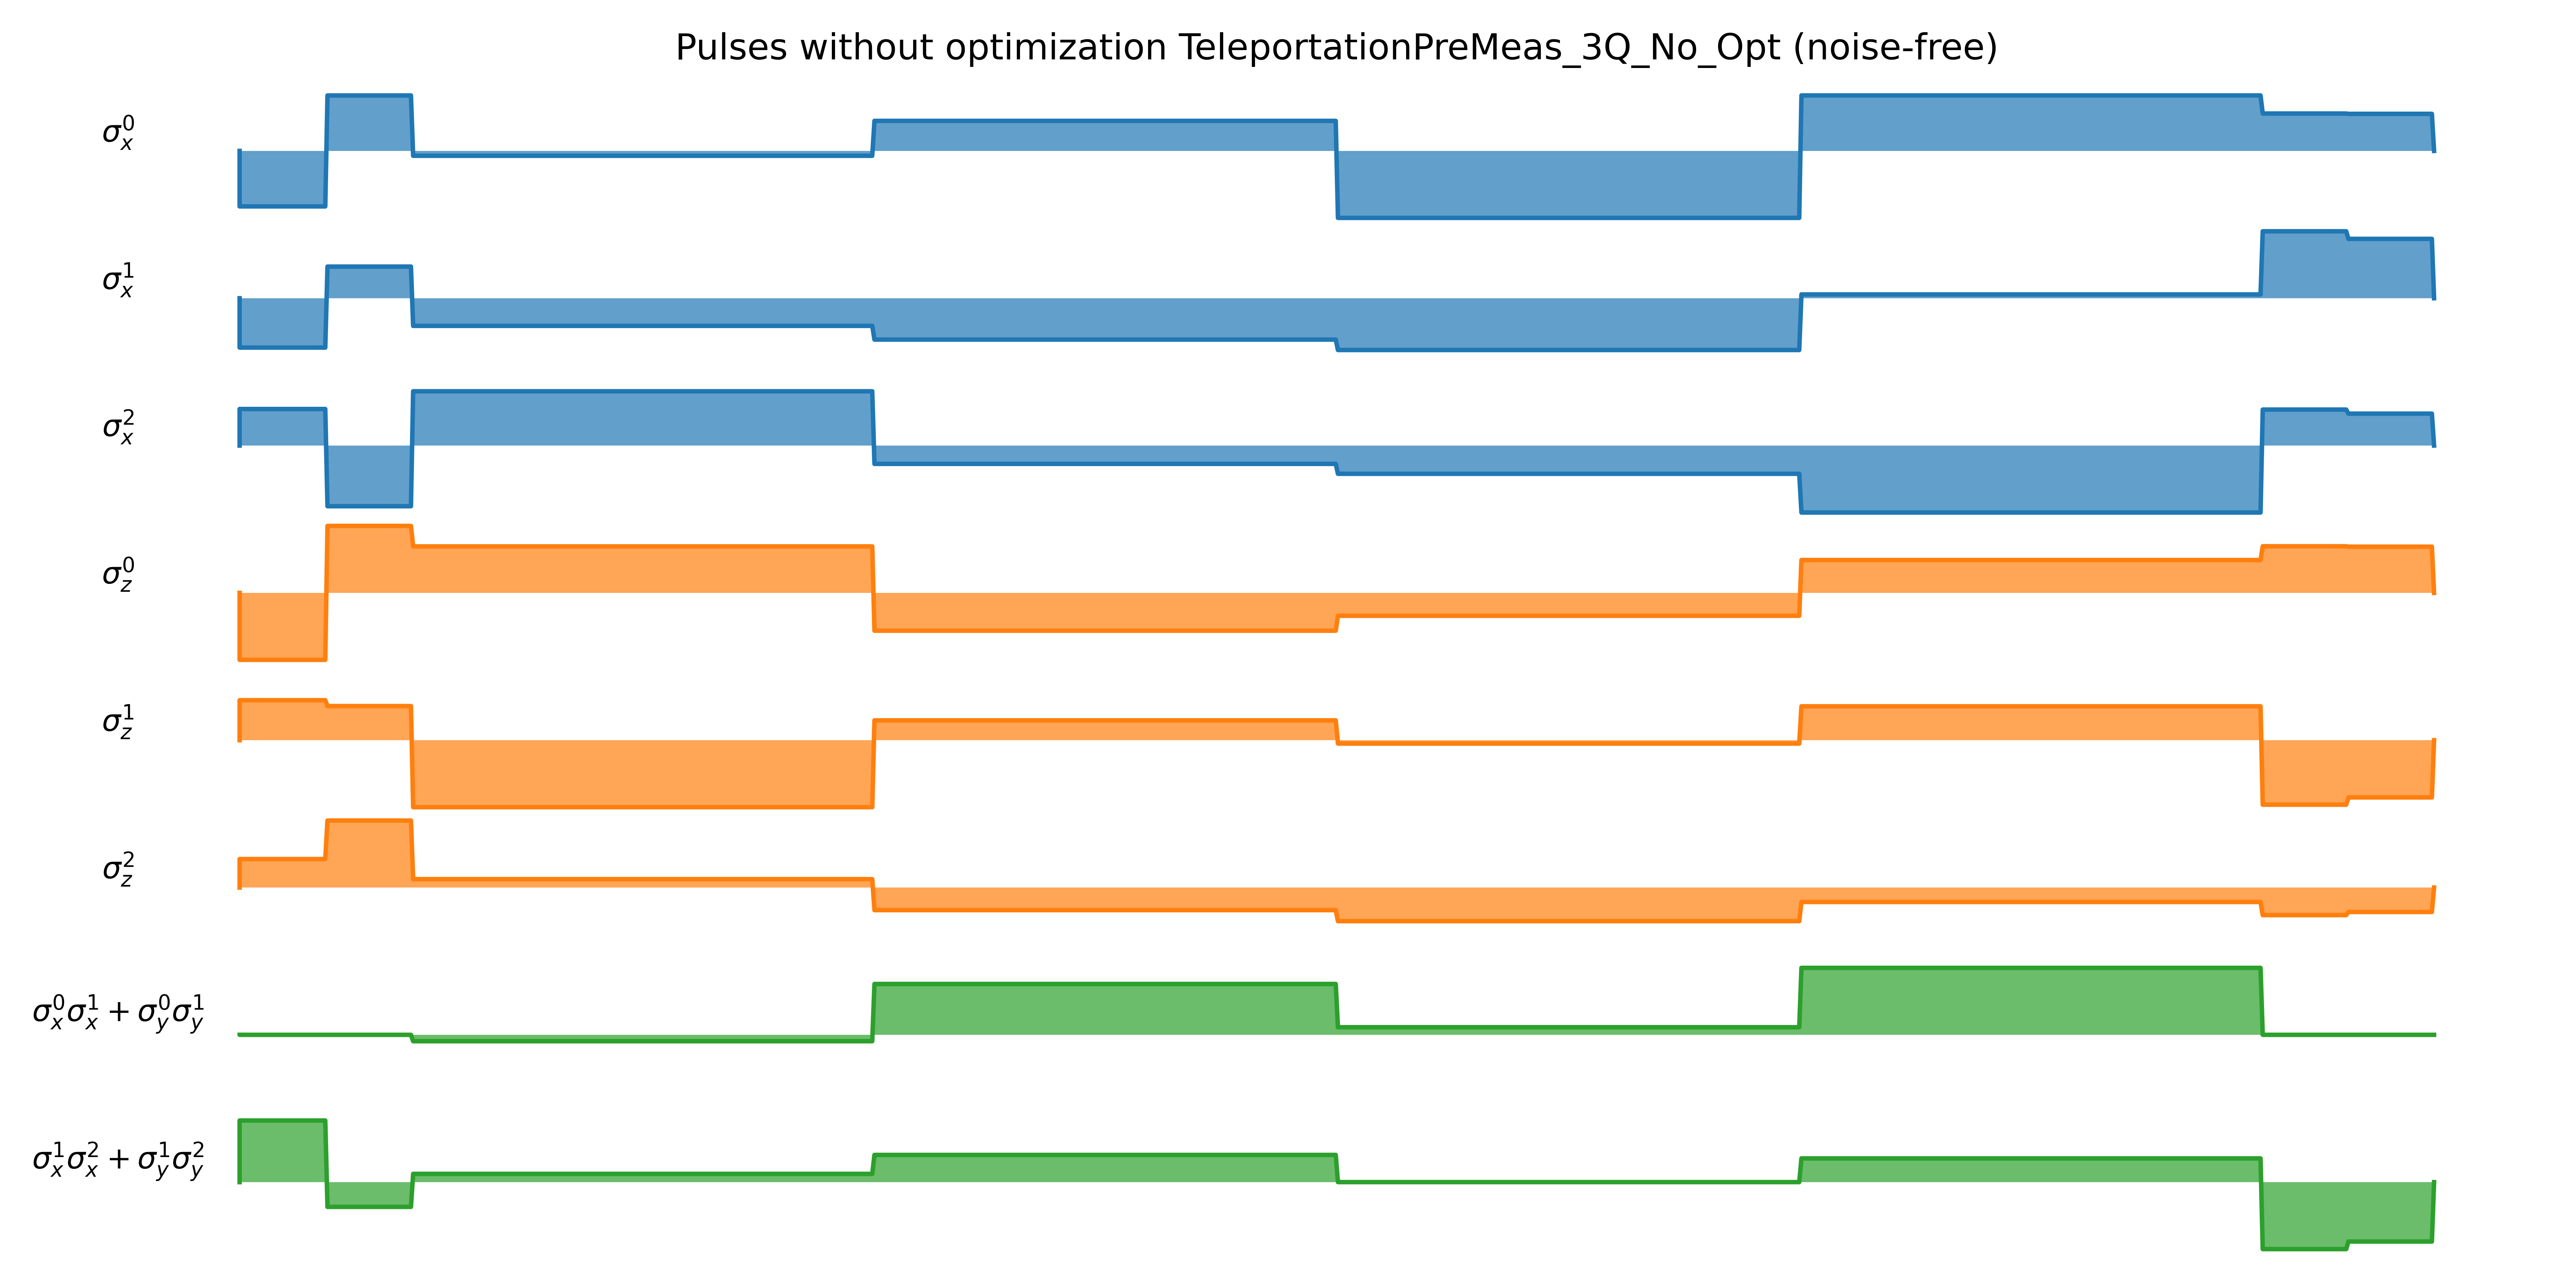 Pulses without optimization TeleportationPreMeas_3Q_No_Opt (noise-free)
σ_x^0
σ_x^1
σ_x^2
σ_z^0
σ_z^1
σ_z^2
σ_x^0σ_x^1 + σ_y^0σ_y^1
σ_x^1σ_x^2 + σ_y^1σ_y^2